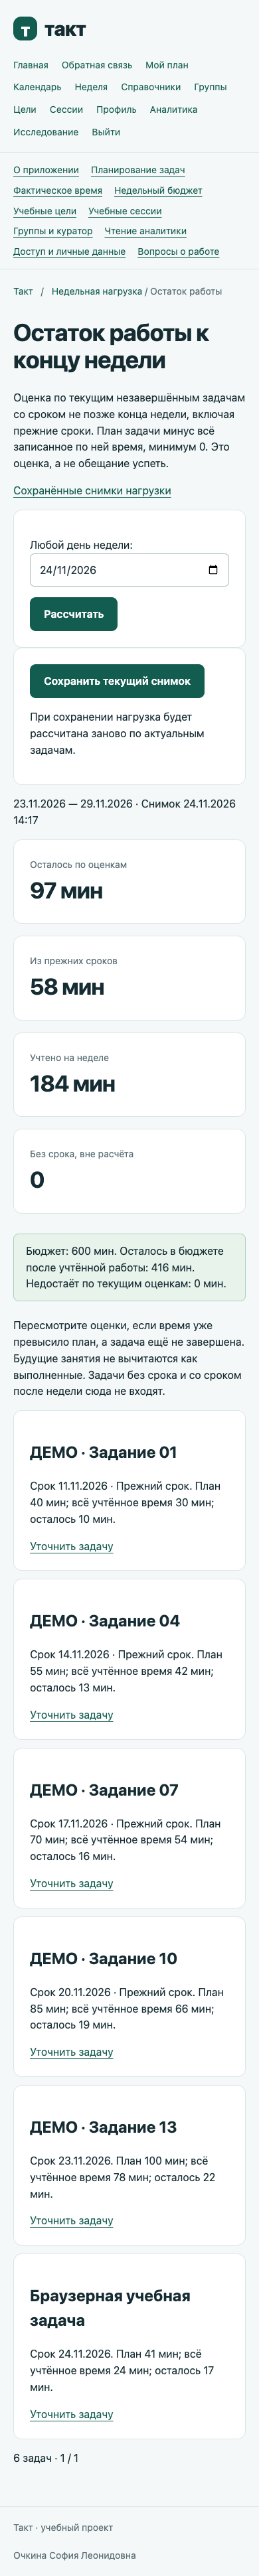 такт
Главная Обратная связь Мой план
Календарь Неделя Справочники Группы
Цели Сессии Профиль Аналитика
Исследование Выйти
О приложении Планирование задач
Фактическое время Недельный бюджет
Учебные цели Учебные сессии
Группы и куратор Чтение аналитики
Доступ и личные данные Вопросы о работе
Такт / Недельная нагрузка / Остаток работы
Остаток работы к
концу недели
Оценка по текущим незавершённым задачам
со сроком не позже конца недели, включая
прежние сроки. План задачи минус всё
записанное по ней время, минимум 0. Это
оценка, а не обещание успеть.
Сохранённые снимки нагрузки
Любой день недели:
24/11/2026
Рассчитать
Сохранить текущий снимок
При сохранении нагрузка будет
рассчитана заново по актуальным
задачам.
23.11.2026 — 29.11.2026 · Снимок 24.11.2026
14:17
Осталось по оценкам
97 мин
Из прежних сроков
58 мин
Учтено на неделе
184 мин
Без срока, вне расчёта
0
Бюджет: 600 мин. Осталось в бюджете
после учтённой работы: 416 мин.
Недостаёт по текущим оценкам: 0 мин.
Пересмотрите оценки, если время уже
превысило план, а задача ещё не завершена.
Будущие занятия не вычитаются как
выполненные. Задачи без срока и со сроком
после недели сюда не входят.
ДЕМО · Задание 01
Срок 11.11.2026 · Прежний срок. План
40 мин; всё учтённое время 30 мин;
осталось 10 мин.
Уточнить задачу
ДЕМО · Задание 04
Срок 14.11.2026 · Прежний срок. План
55 мин; всё учтённое время 42 мин;
осталось 13 мин.
Уточнить задачу
ДЕМО · Задание 07
Срок 17.11.2026 · Прежний срок. План
70 мин; всё учтённое время 54 мин;
осталось 16 мин.
Уточнить задачу
ДЕМО · Задание 10
Срок 20.11.2026 · Прежний срок. План
85 мин; всё учтённое время 66 мин;
осталось 19 мин.
Уточнить задачу
ДЕМО · Задание 13
Срок 23.11.2026. План 100 мин; всё
учтённое время 78 мин; осталось 22
мин.
Уточнить задачу
Браузерная учебная
задача
Срок 24.11.2026. План 41 мин; всё
учтённое время 24 мин; осталось 17
мин.
Уточнить задачу
6 задач · 1 / 1
Такт · учебный проект
Очкина София Леонидовна